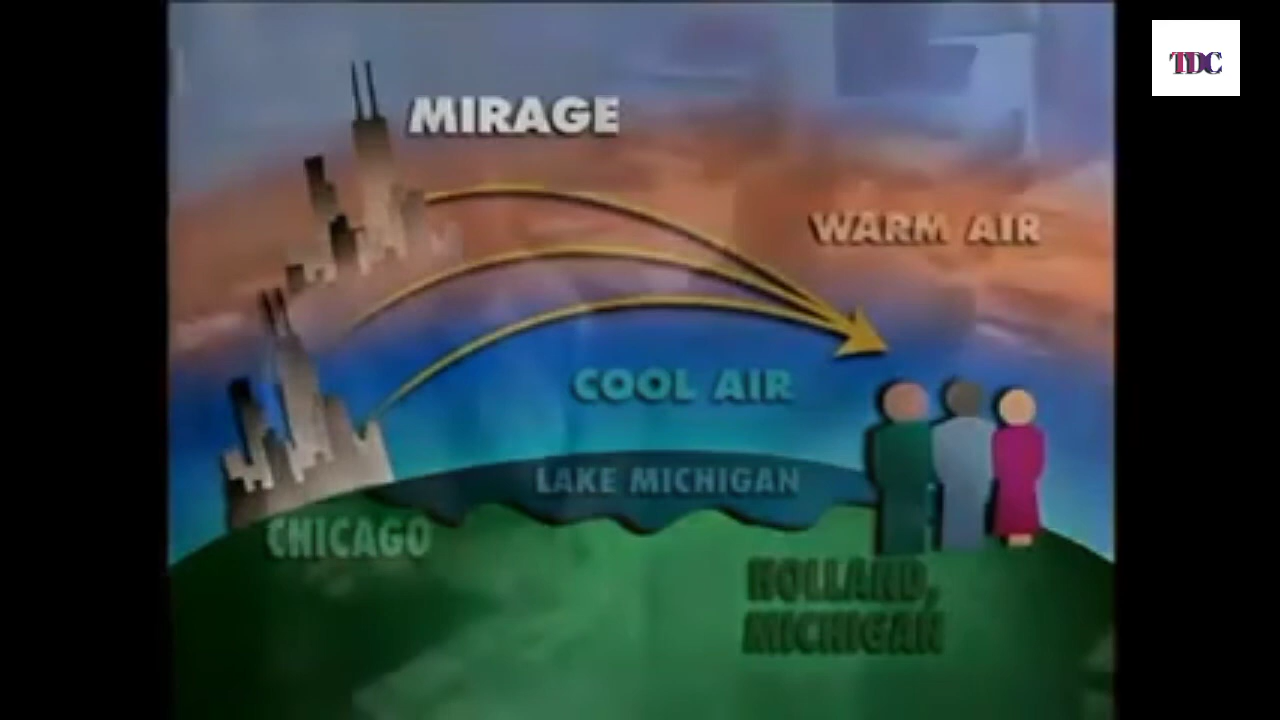 TDC
MIRAGE
WARM AIR
COOL AIR
LAKE MICHIGAN
CHICAGO
HOLLAND,
MICHIGAN